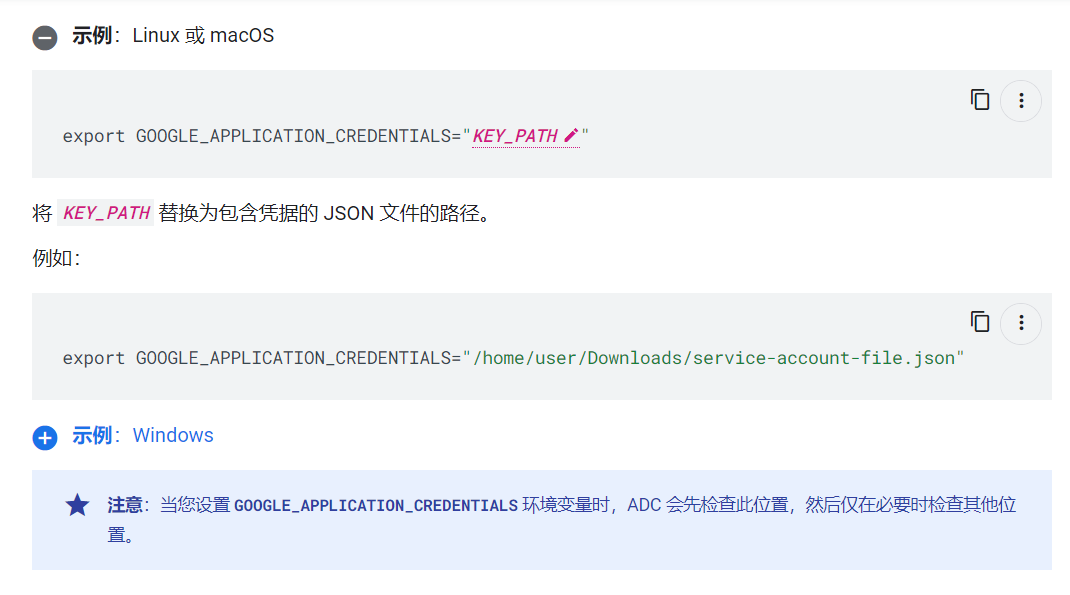 示例：Linux 或 macOS
export GOOGLE_APPLICATION_CREDENTIALS="KEY_PATH"
将 KEY_PATH 替换为包含凭据的 JSON 文件的路径。
例如：
export GOOGLE_APPLICATION_CREDENTIALS="/home/user/Downloads/service-account-file.json"
示例：Windows
注意：当您设置 GOOGLE_APPLICATION_CREDENTIALS 环境变量时，ADC 会先检查此位置，然后仅在必要时检查其他位
置。